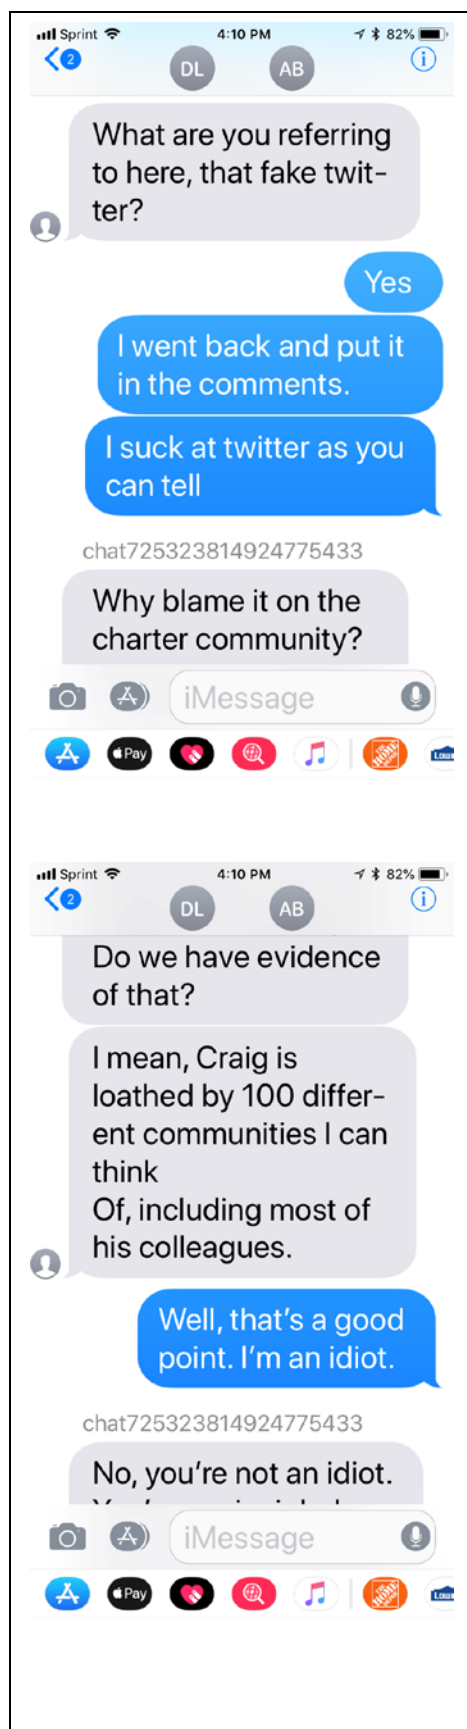 Sprint 4:10 PM 82%
2 DL AB
What are you referring
to here, that fake twit-
ter?
Yes
I went back and put it
in the comments.
I suck at twitter as you
can tell
chat725323814924775433
Why blame it on the
charter community?
iMessage
Pay
Sprint 4:10 PM 82%
2 DL AB
Do we have evidence
of that?
I mean, Craig is
loathed by 100 differ-
ent communities I can
think
Of, including most of
his colleagues.
Well, that's a good
point. I'm an idiot.
chat725323814924775433
No, you're not an idiot.
iMessage
Pay